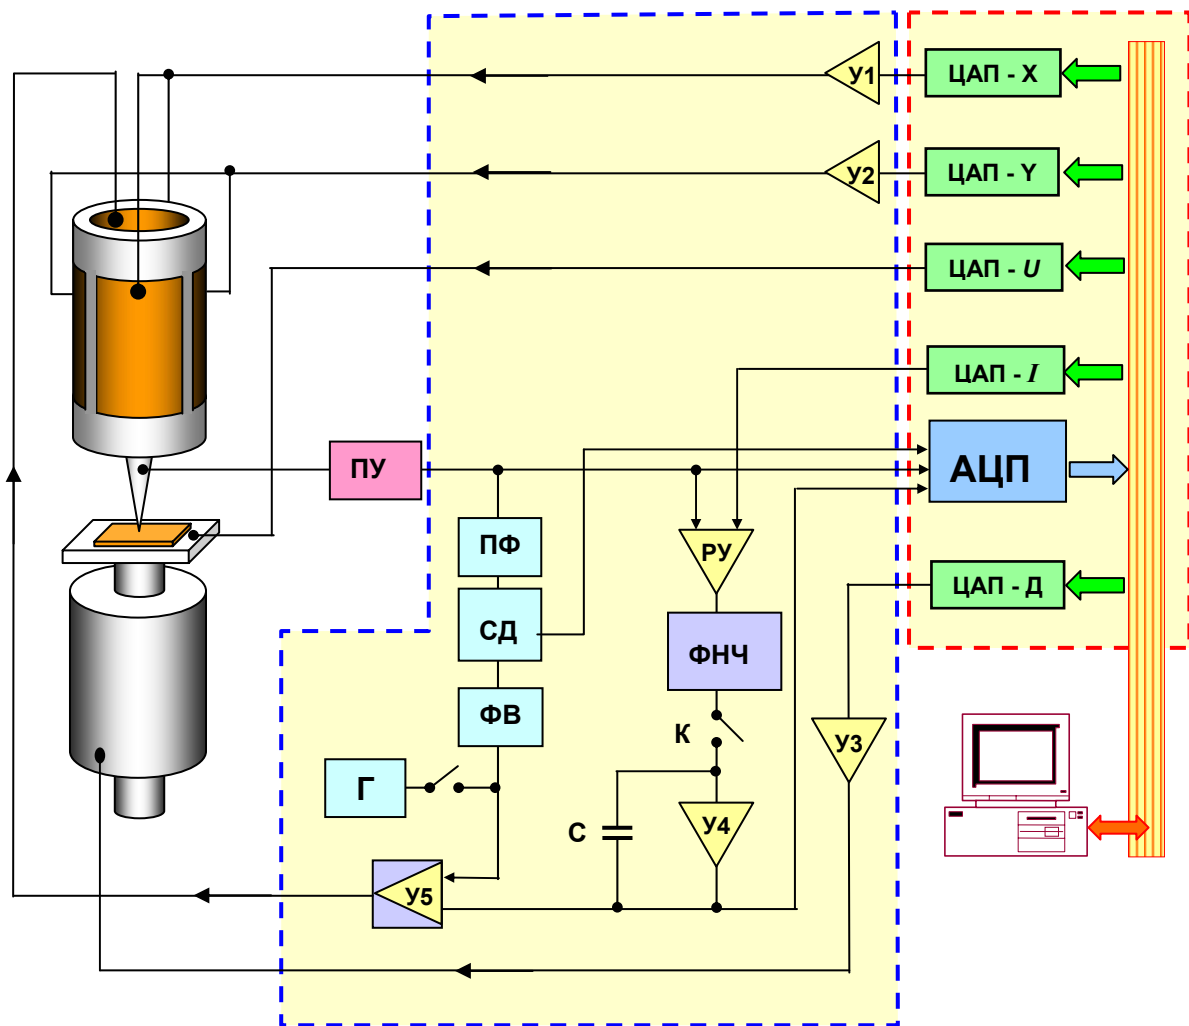 У1
ЦАП - X
У2
ЦАП - Y
ЦАП - U
ЦАП - I
ПУ
АЦП
ПФ
РУ
ЦАП - Д
СД
ФНЧ
ФВ
К
У3
Г
С
У4
У5